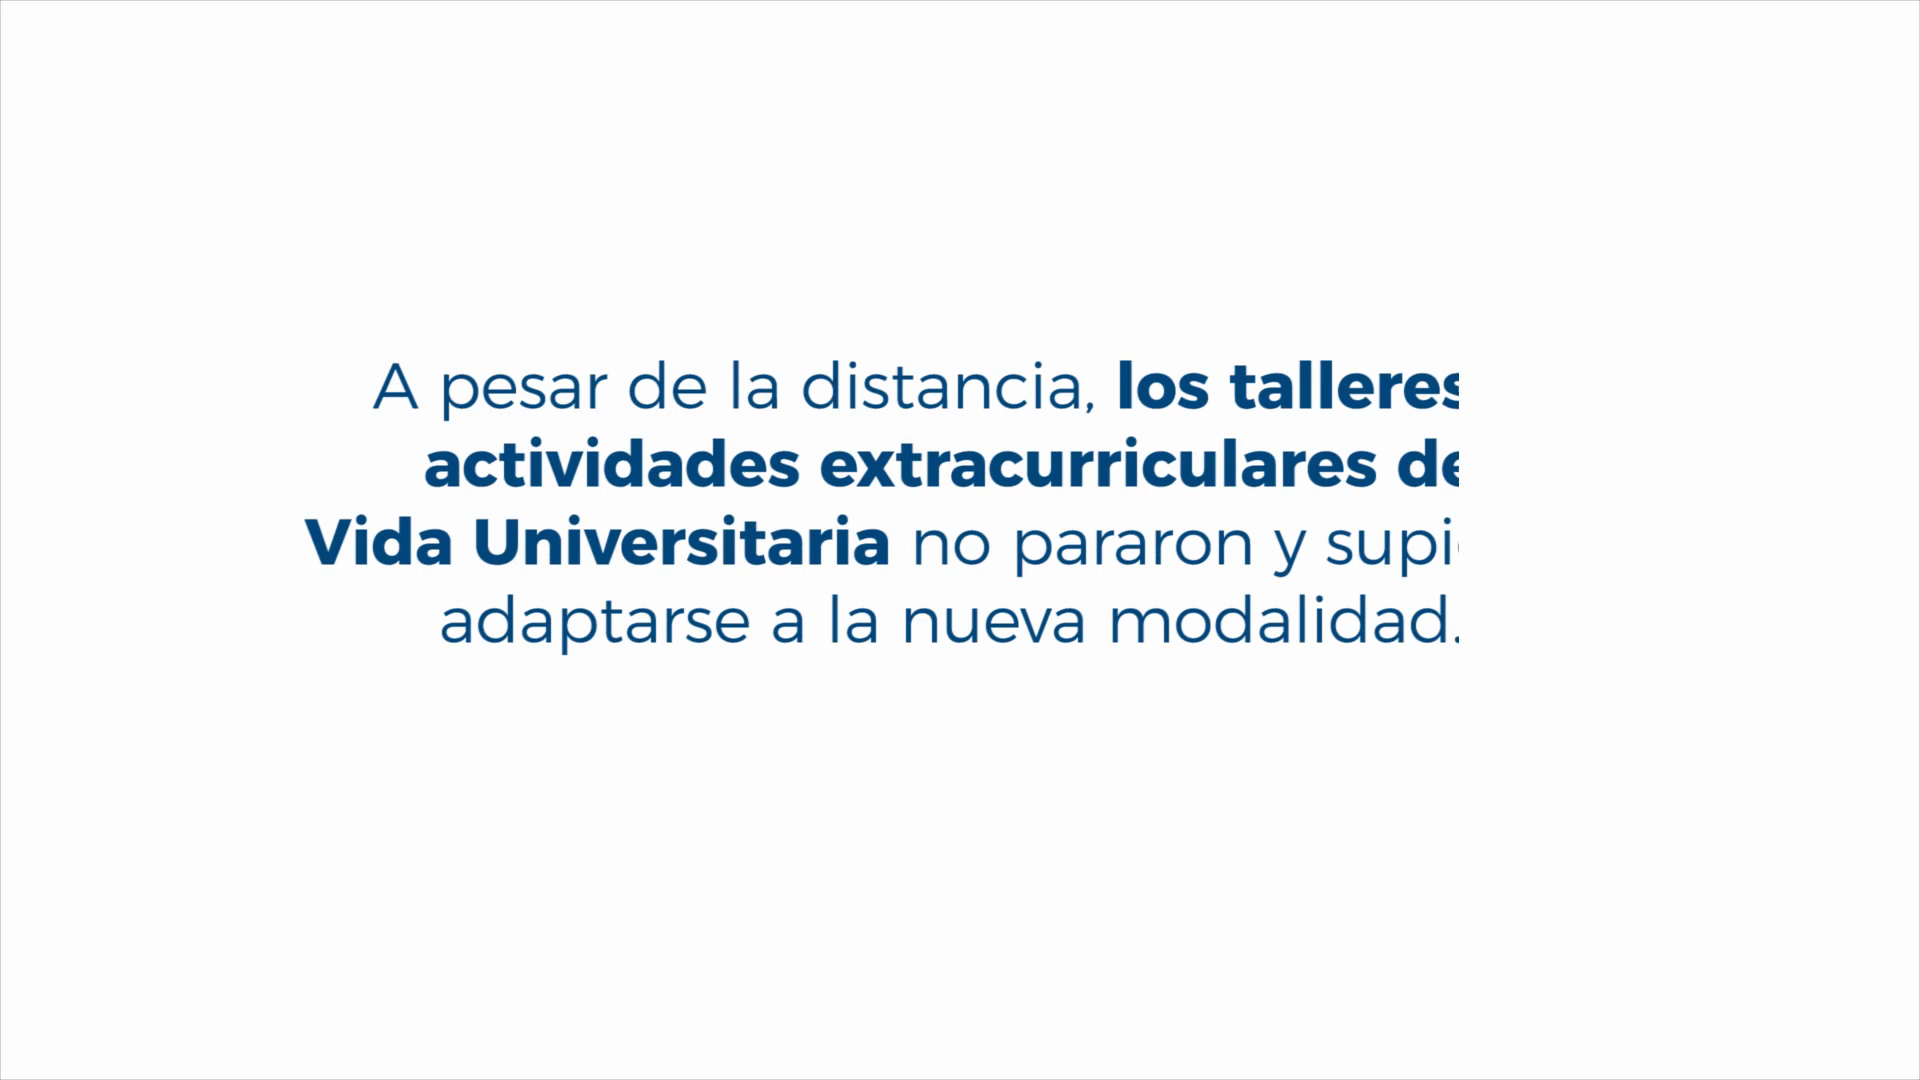 A pesar de la distancia, los talleres
actividades extracurriculares de
Vida Universitaria no pararon y supi
adaptarse a la nueva modalidad.